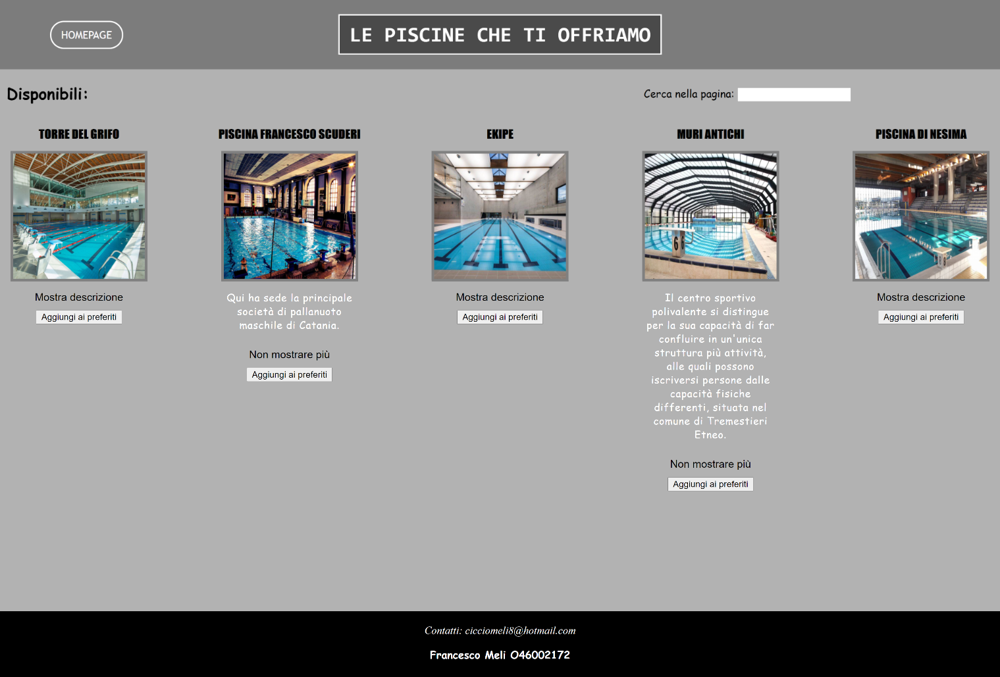 HOMEPAGE
LE PISCINE CHE TI OFFRIAMO
Disponibili:
Cerca nella pagina:
TORRE DEL GRIFO
Mostra descrizione
Aggiungi ai preferiti
PISCINA FRANCESCO SCUDERI
Qui ha sede la principale
società di pallanuoto
maschile di Catania.
Non mostrare più
Aggiungi ai preferiti
EKIPE
Mostra descrizione
Aggiungi ai preferiti
MURI ANTICHI
66
Il centro sportivo
polivalente si distingue
per la sua capacità di far
confluire in un'unica
struttura più attività,
alle quali possono
iscriversi persone dalle
capacità fisiche
differenti, situata nel
comune di Tremestieri
Etneo.
Non mostrare più
Aggiungi ai preferiti
PISCINA DI NESIMA
Mostra descrizione
Aggiungi ai preferiti
Contatti: cicciomeli8@hotmail.com
Francesco Meli O46002172